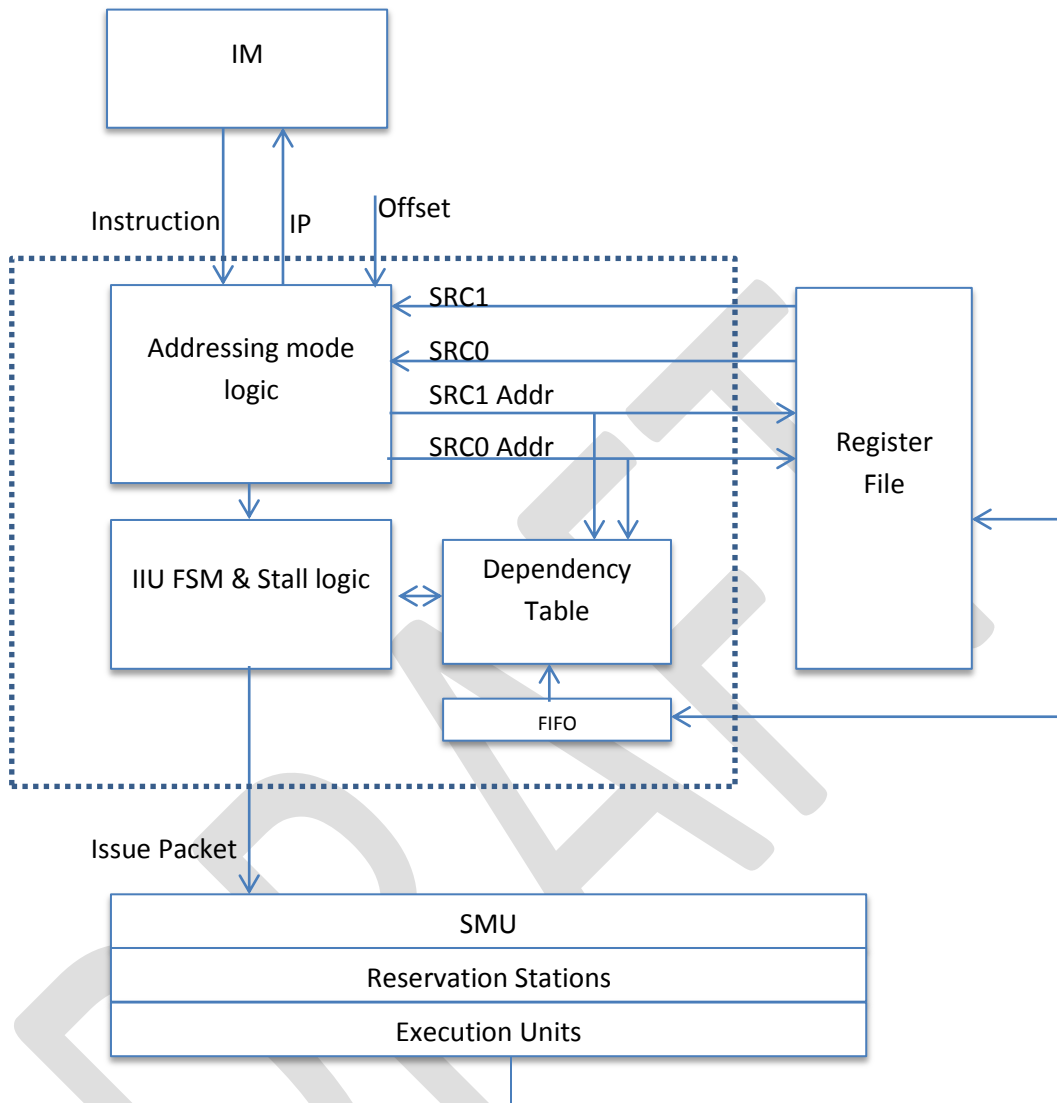 IM
Instruction
IP
Offset
SRC1
SRC0
SRC1 Addr
SRC0 Addr
Addressing mode
logic
Register
File
IIU FSM & Stall logic
Dependency
Table
FIFO
Issue Packet
SMU
Reservation Stations
Execution Units
DRAFT